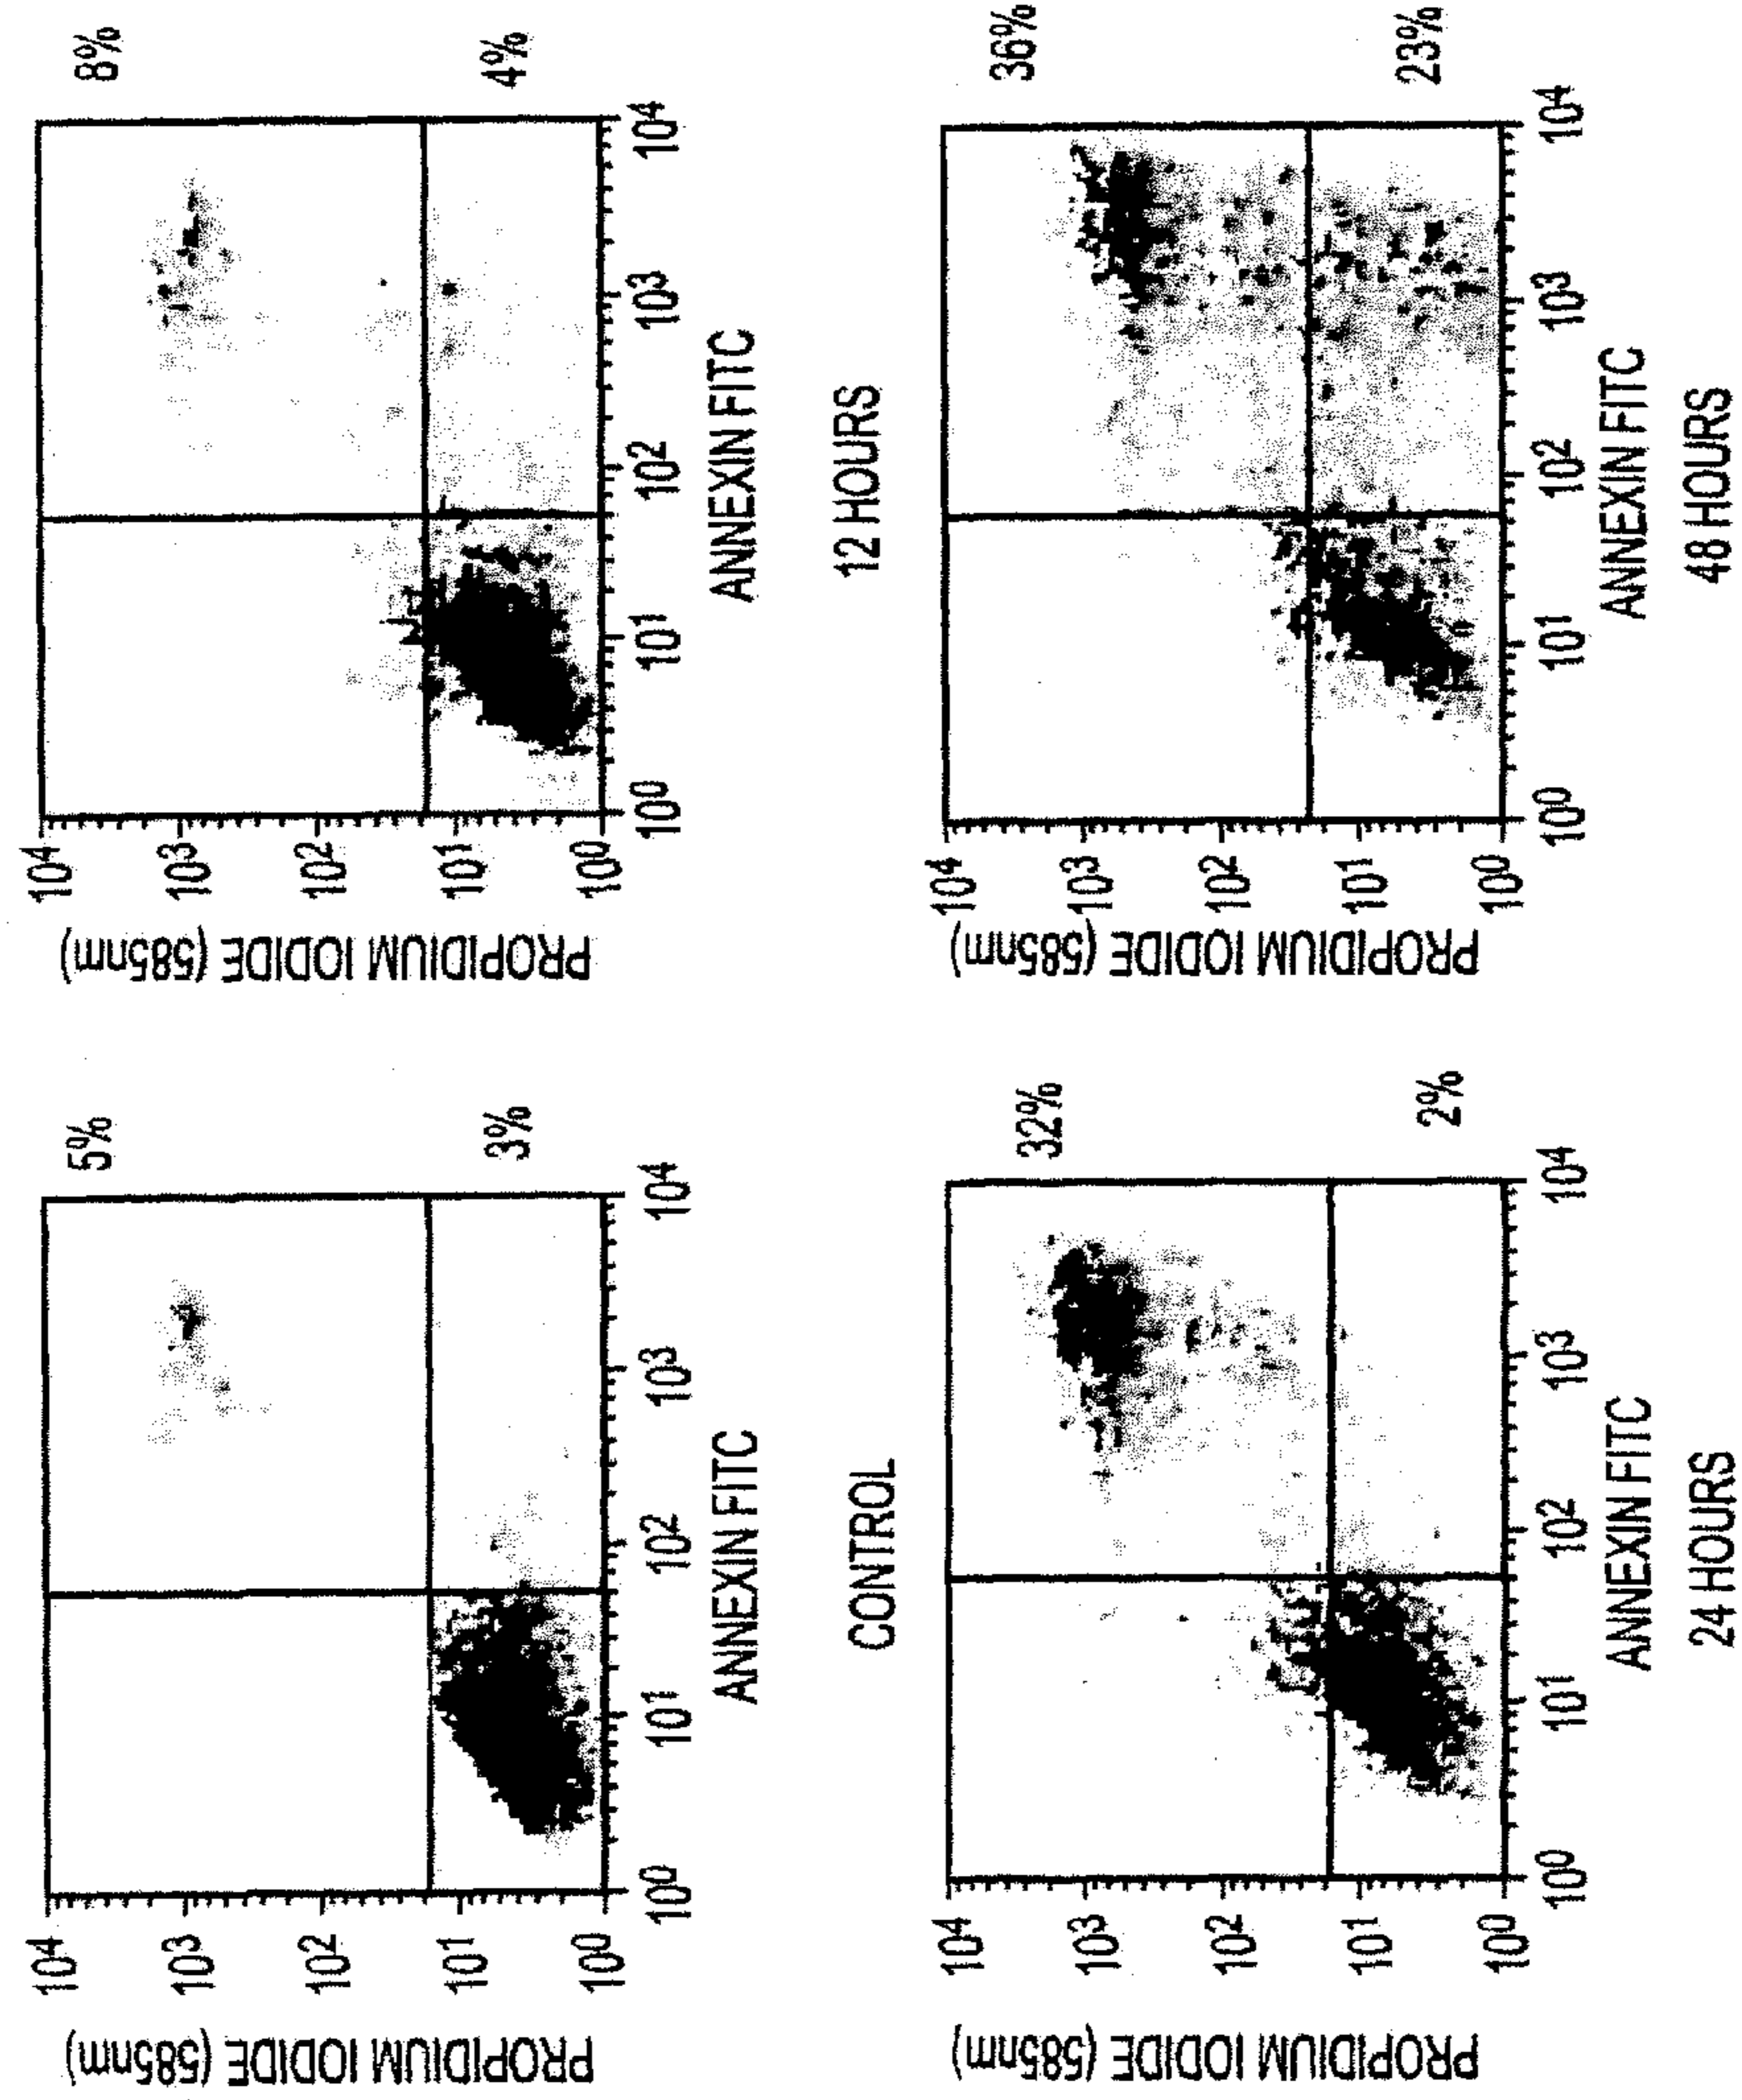 PROPIDIUM IODIDE (585nm)
10⁴
10³
10²
10¹
10⁰
5%
3%
10⁰ 10¹ 10² 10³ 10⁴
ANNEXIN FITC
CONTROL
PROPIDIUM IODIDE (585nm)
10⁴
10³
10²
10¹
10⁰
8%
4%
10⁰ 10¹ 10² 10³ 10⁴
ANNEXIN FITC
12 HOURS
PROPIDIUM IODIDE (585nm)
10⁴
10³
10²
10¹
10⁰
32%
2%
10⁰ 10¹ 10² 10³ 10⁴
ANNEXIN FITC
24 HOURS
PROPIDIUM IODIDE (585nm)
10⁴
10³
10²
10¹
10⁰
36%
23%
10⁰ 10¹ 10² 10³ 10⁴
ANNEXIN FITC
48 HOURS